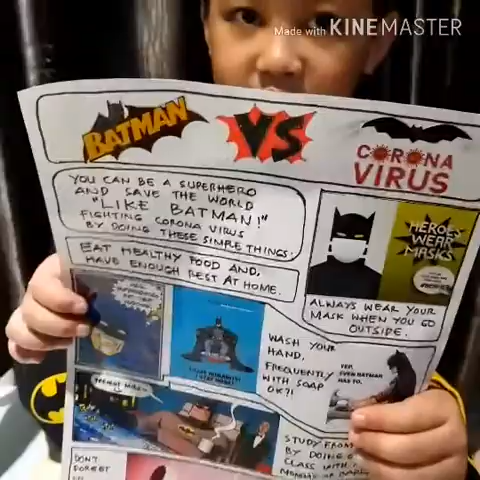 Made with KINEMASTER
BATMAN VS CORONA VIRUS
YOU CAN BE A SUPERHERO
AND SAVE THE WORLD
"LIKE BATMAN!"
FIGHTING CORONA VIRUS
BY DOING THESE SIMPLE THINGS.
EAT HEALTHY FOOD AND,
HAVE ENOUGH REST AT HOME.
HEROES
WEAR
MASKS
ALWAYS WEAR YOUR
MASK WHEN YOU GO
OUTSIDE.
WASH YOUR
HAND,
FREQUENTLY
WITH SOAP
OK?!
YEP,
EVEN BATMAN
HAS TO.
STUDY FROM
BY DOING
CLASS WITH
DON'T
FORGET